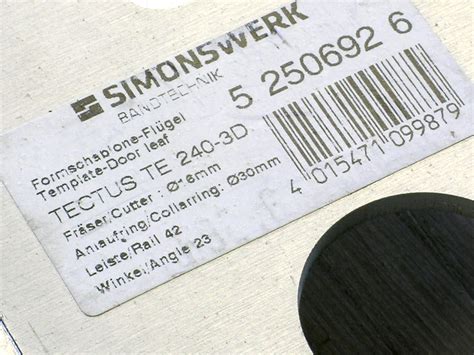 SIMONSWERK
BANDTECHNIK
5 250692 6
Formschablone-Flügel
Template-Door leaf
TECTUS TE 240-3D
Fräser/Cutter : Ø16mm
Anlaufring/Collarring: Ø30mm
Leiste/Rail 42
Winkel/Angle 23
4 015471 099879